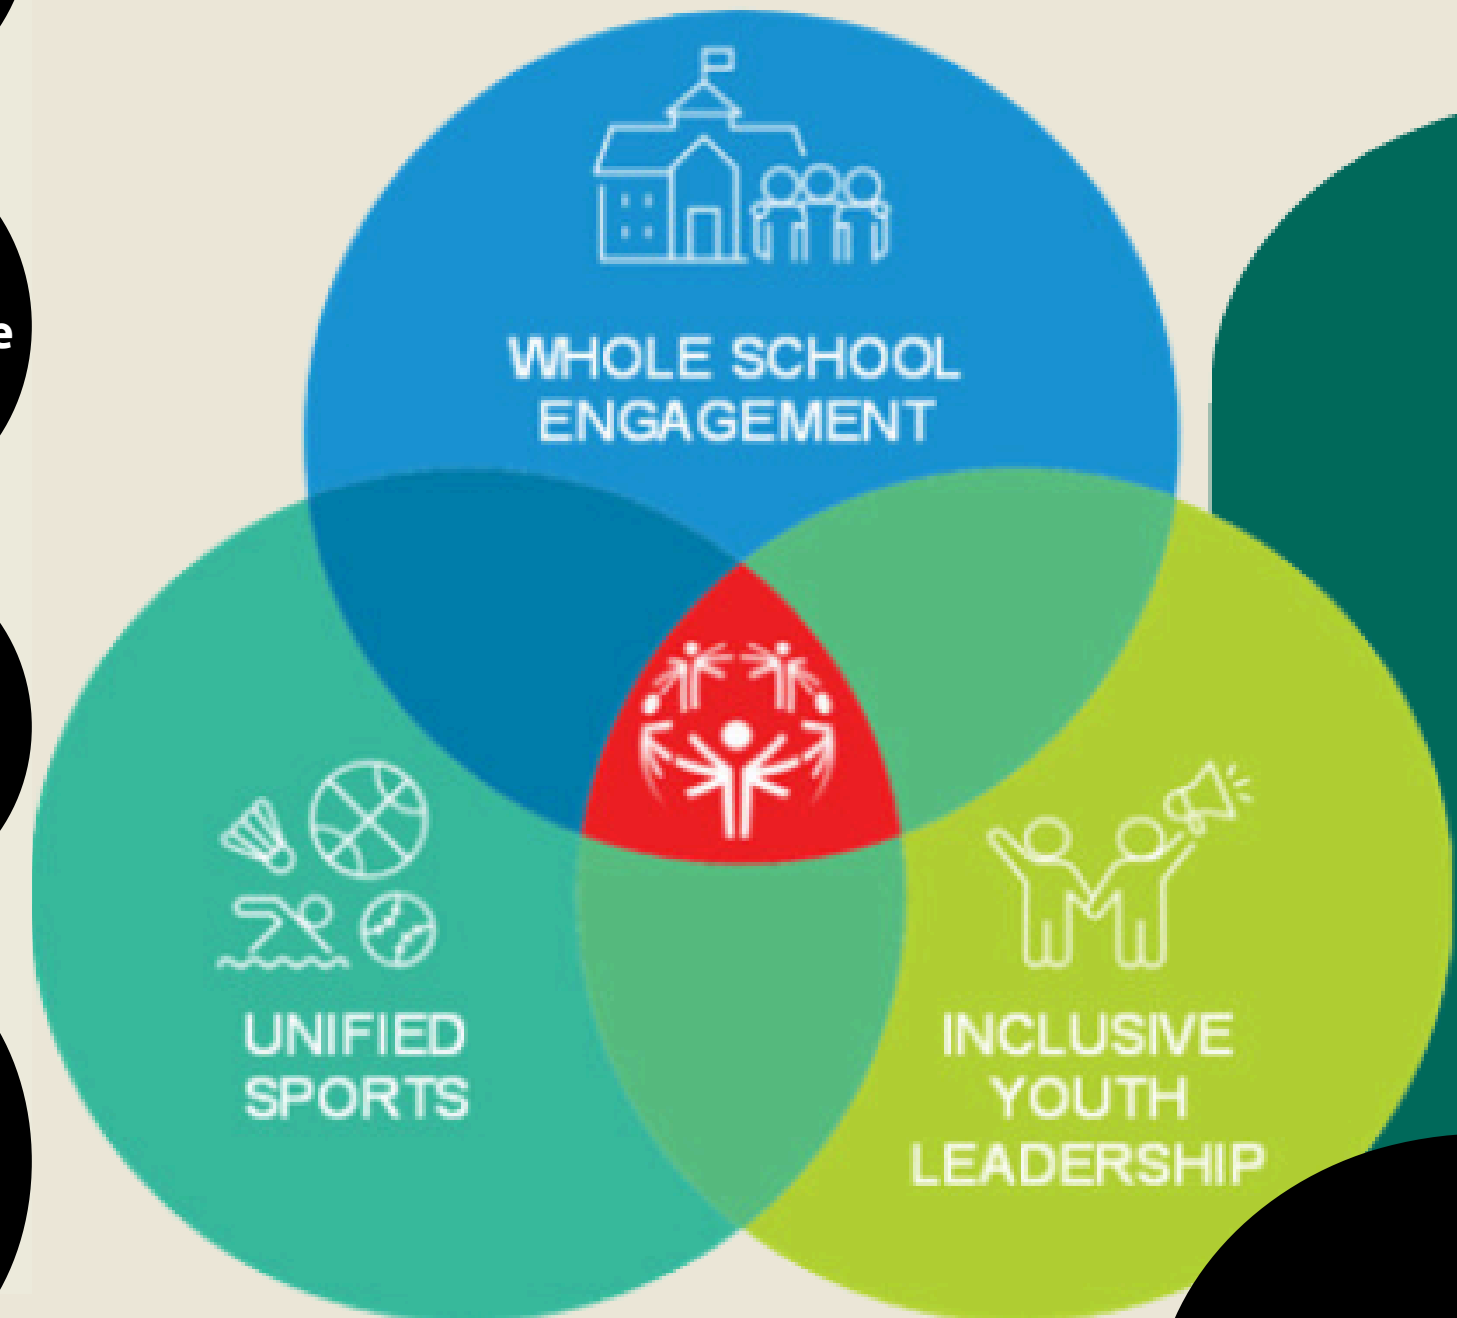 WHOLE SCHOOL
ENGAGEMENT
e
UNIFIED
SPORTS
INCLUSIVE
YOUTH
LEADERSHIP